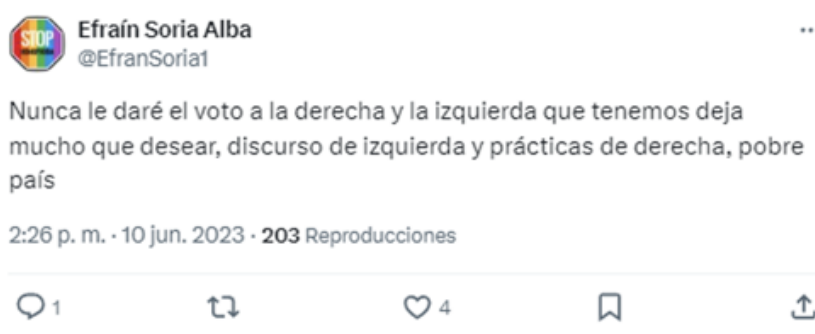 STOP
Efraín Soria Alba
@EfranSoria1
Nunca le daré el voto a la derecha y la izquierda que tenemos deja
mucho que desear, discurso de izquierda y prácticas de derecha, pobre
país
2:26 p. m. · 10 jun. 2023 · 203 Reproducciones
1
4